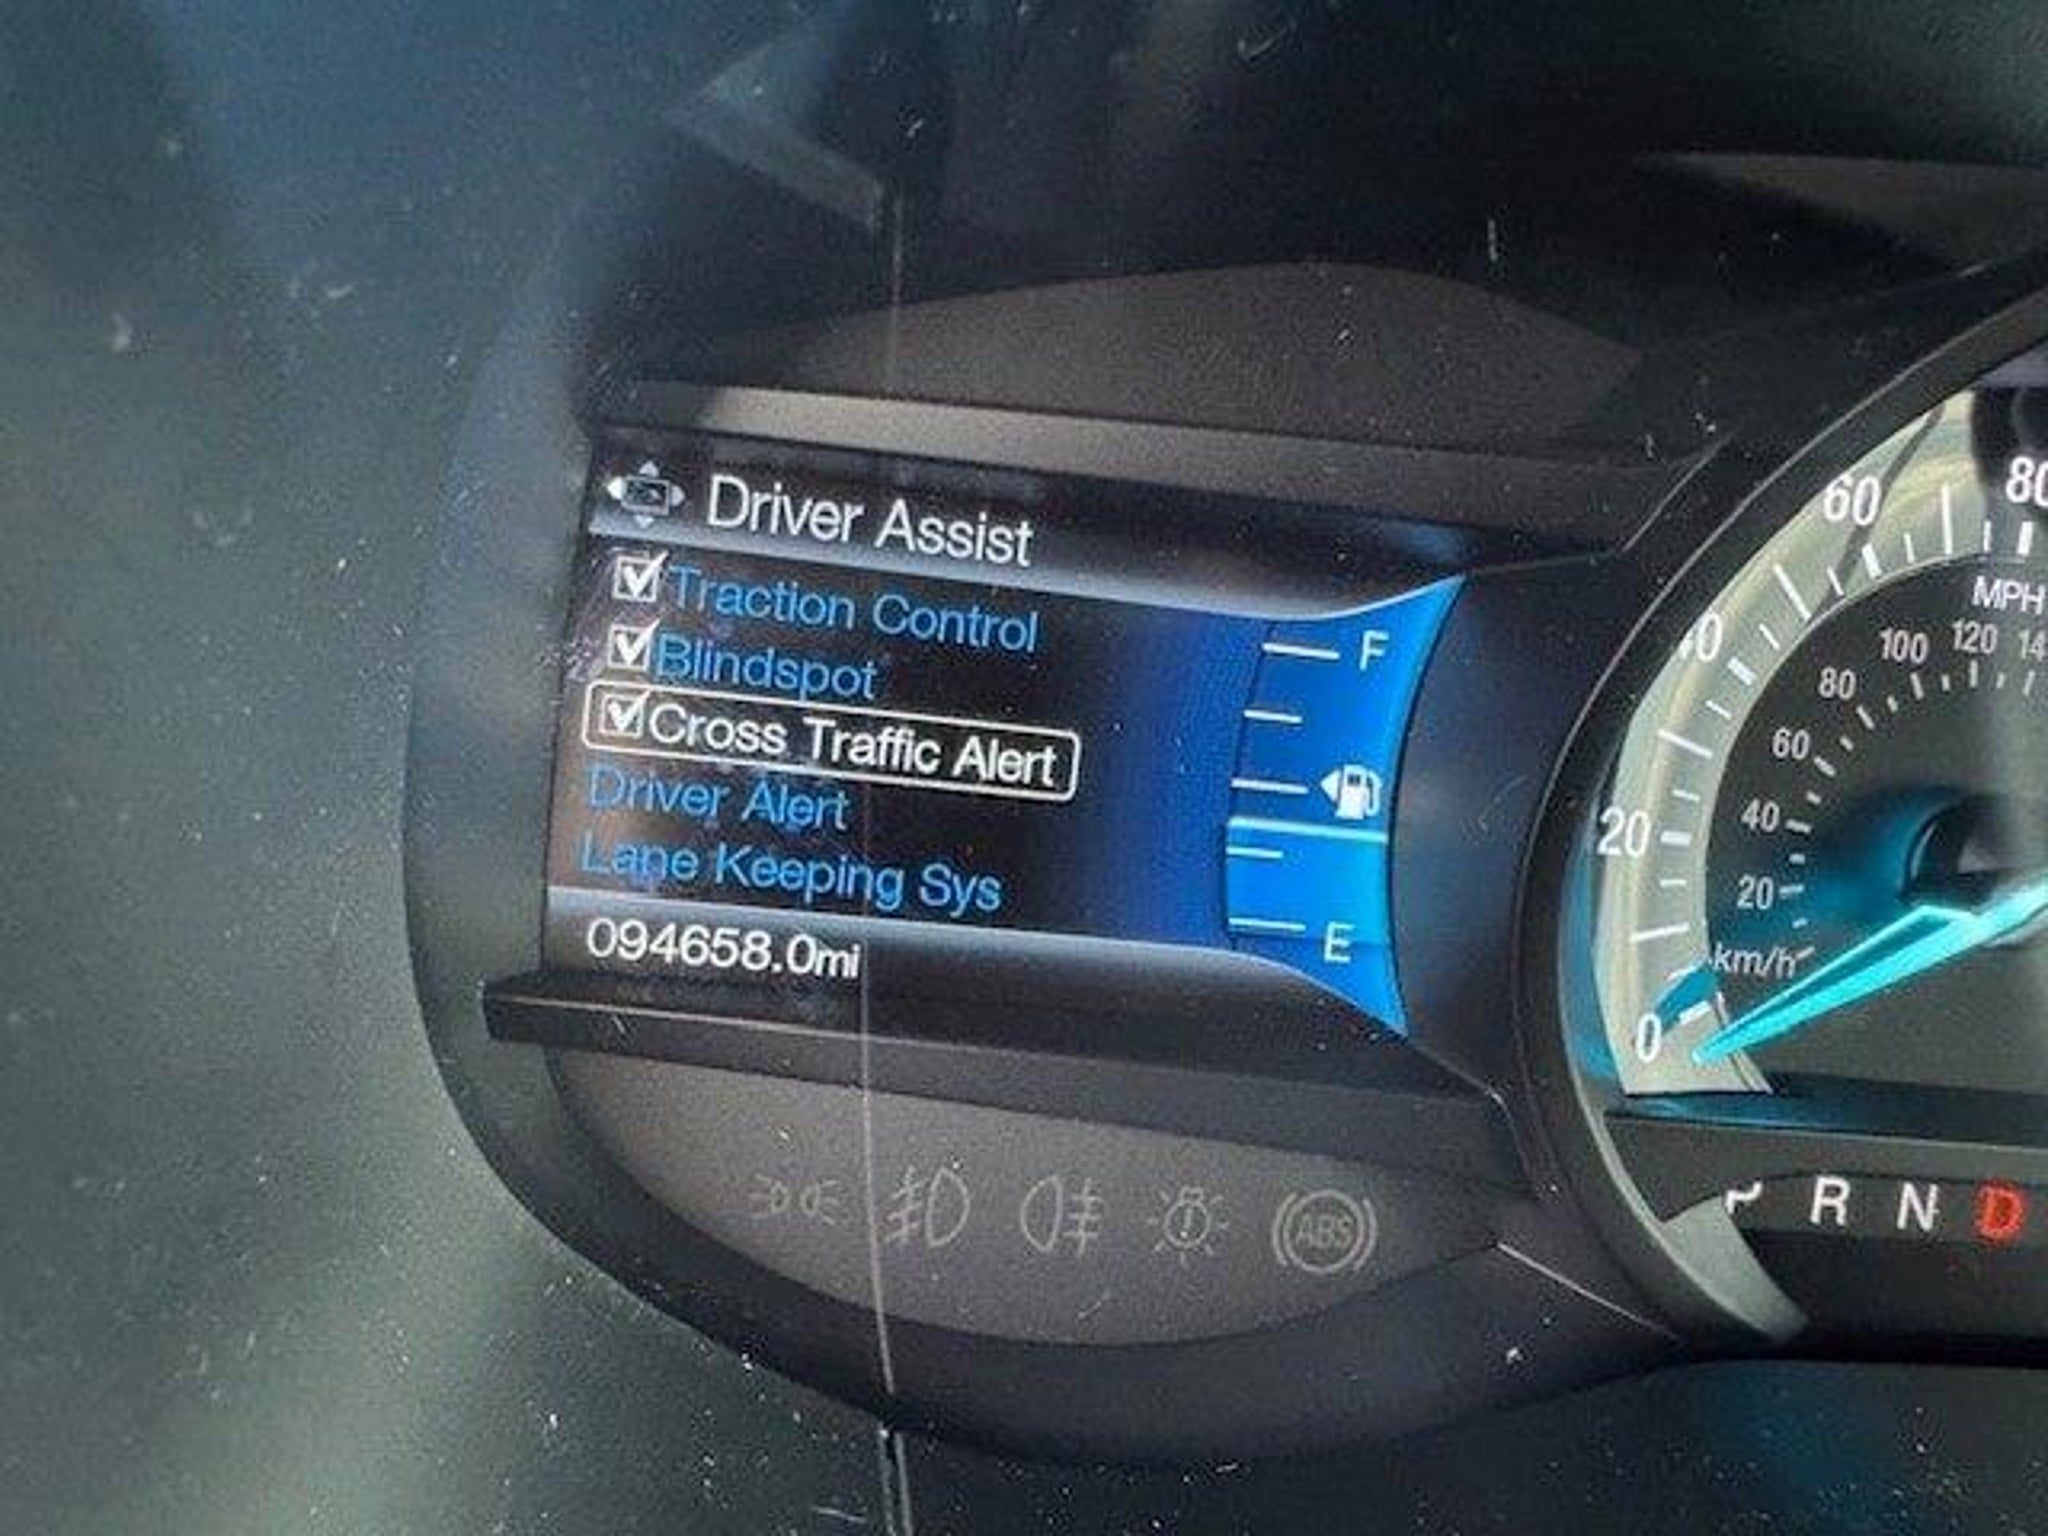 Driver Assist
Traction Control
Blindspot
Cross Traffic Alert
Driver Alert
Lane Keeping Sys
094658.0mi
F
E
0
20
60
80
MPH
20
40
60
80
100
120
km/h
P R N D
ABS